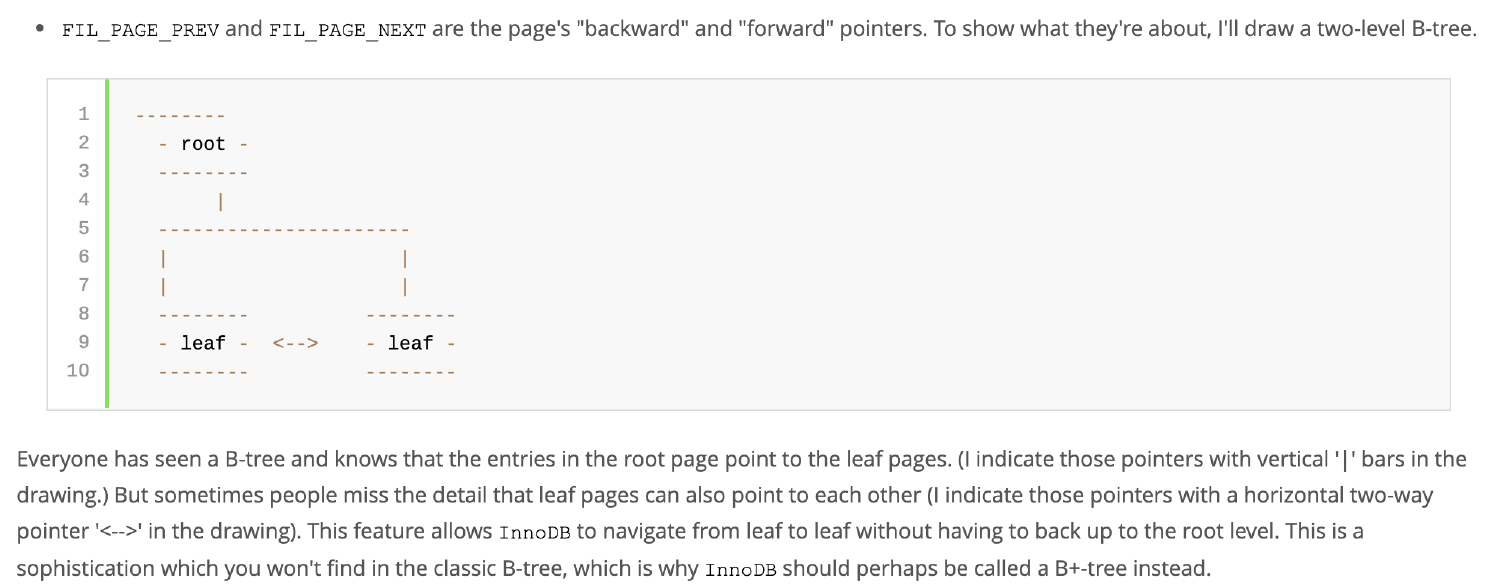 • FIL_PAGE_PREV and FIL_PAGE_NEXT are the page's "backward" and "forward" pointers. To show what they're about, I'll draw a two-level B-tree.
1 --------
2   - root -
3   --------
4        |
5   ----------------------
6   |                    |
7   |                    |
8   --------          --------
9   - leaf -  <-->    - leaf -
10   --------          --------
Everyone has seen a B-tree and knows that the entries in the root page point to the leaf pages. (I indicate those pointers with vertical '|' bars in the
drawing.) But sometimes people miss the detail that leaf pages can also point to each other (I indicate those pointers with a horizontal two-way
pointer '<-->' in the drawing). This feature allows InnoDB to navigate from leaf to leaf without having to back up to the root level. This is a
sophistication which you won't find in the classic B-tree, which is why InnoDB should perhaps be called a B+-tree instead.